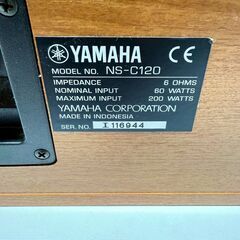 YAMAHA CE
MODEL NO. NS-C120
IMPEDANCE 6 OHMS
NOMINAL INPUT 60 WATTS
MAXIMUM INPUT 200 WATTS
YAMAHA CORPORATION
MADE IN INDONESIA
SER. NO. I 116944